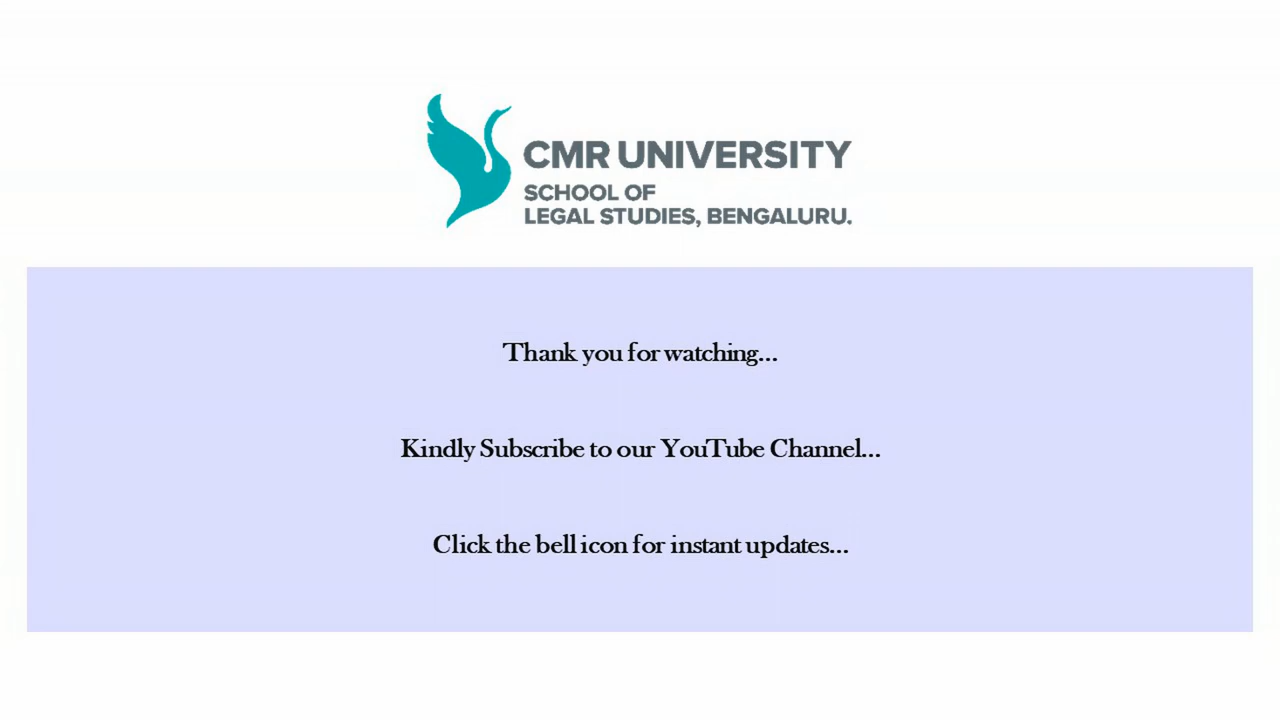 CMR UNIVERSITY
SCHOOL OF
LEGAL STUDIES, BENGALURU.
Thank you for watching...
Kindly Subscribe to our YouTube Channel...
Click the bell icon for instant updates...